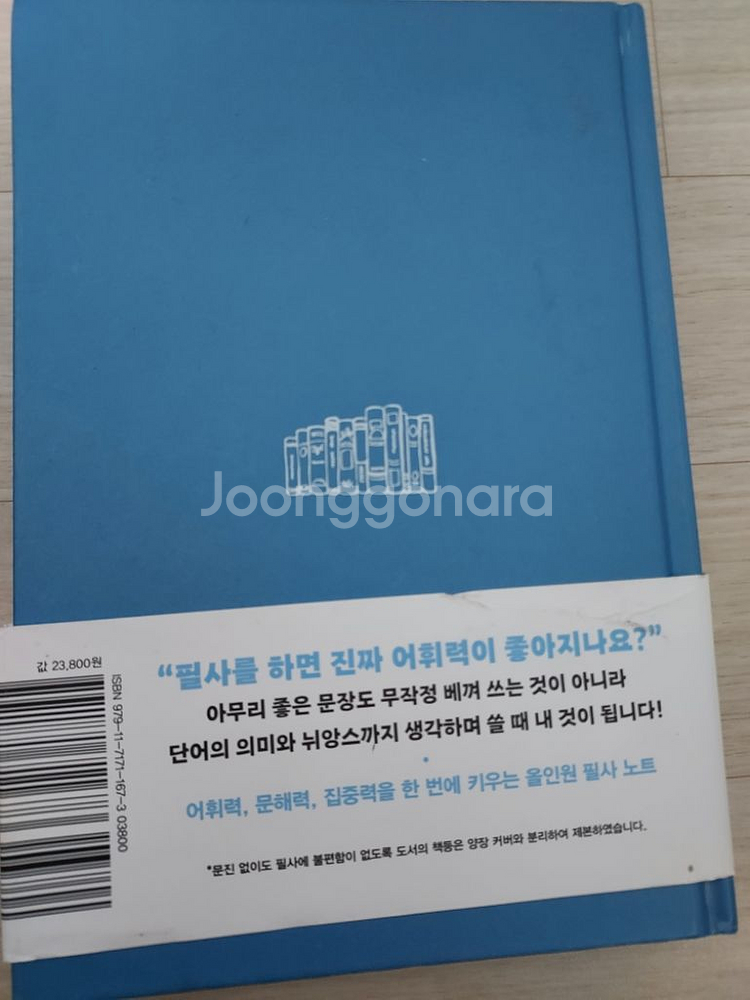 Joonggonara
값 23,800원
ISBN 979-11-7171-167-3 03800
“필사를 하면 진짜 어휘력이 좋아지나요?”
아무리 좋은 문장도 무작정 베껴 쓰는 것이 아니라
단어의 의미와 뉘앙스까지 생각하며 쓸 때 내 것이 됩니다!
어휘력, 문해력, 집중력을 한 번에 키우는 올인원 필사 노트
*문진 없이도 필사에 불편함이 없도록 도서의 책등은 양장 커버와 분리하여 제본하였습니다.